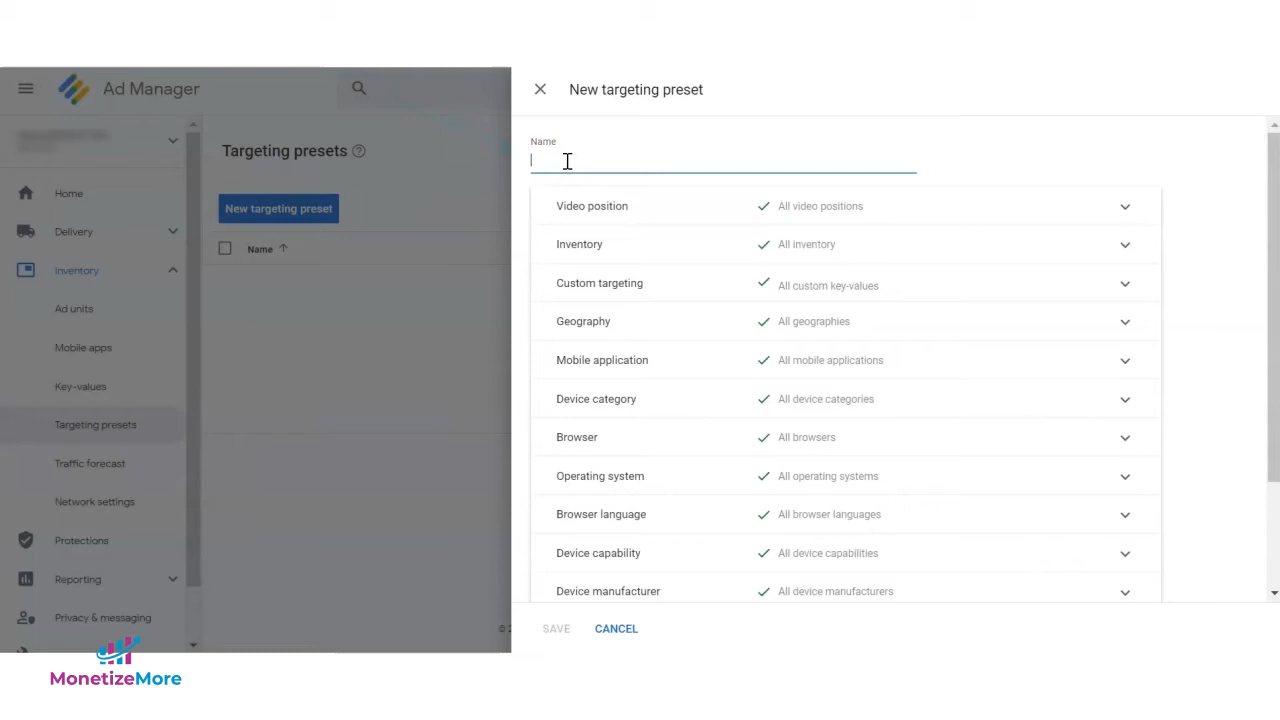 Ad Manager
Home
Delivery
Inventory
Ad units
Mobile apps
Key-values
Targeting presets
Traffic forecast
Network settings
Protections
Reporting
Privacy & messaging
MonetizeMore
Targeting presets
New targeting preset
Name
New targeting preset
Name
Video position All video positions
Inventory All inventory
Custom targeting All custom key-values
Geography All geographies
Mobile application All mobile applications
Device category All device categories
Browser All browsers
Operating system All operating systems
Browser language All browser languages
Device capability All device capabilities
Device manufacturer All device manufacturers
SAVE CANCEL